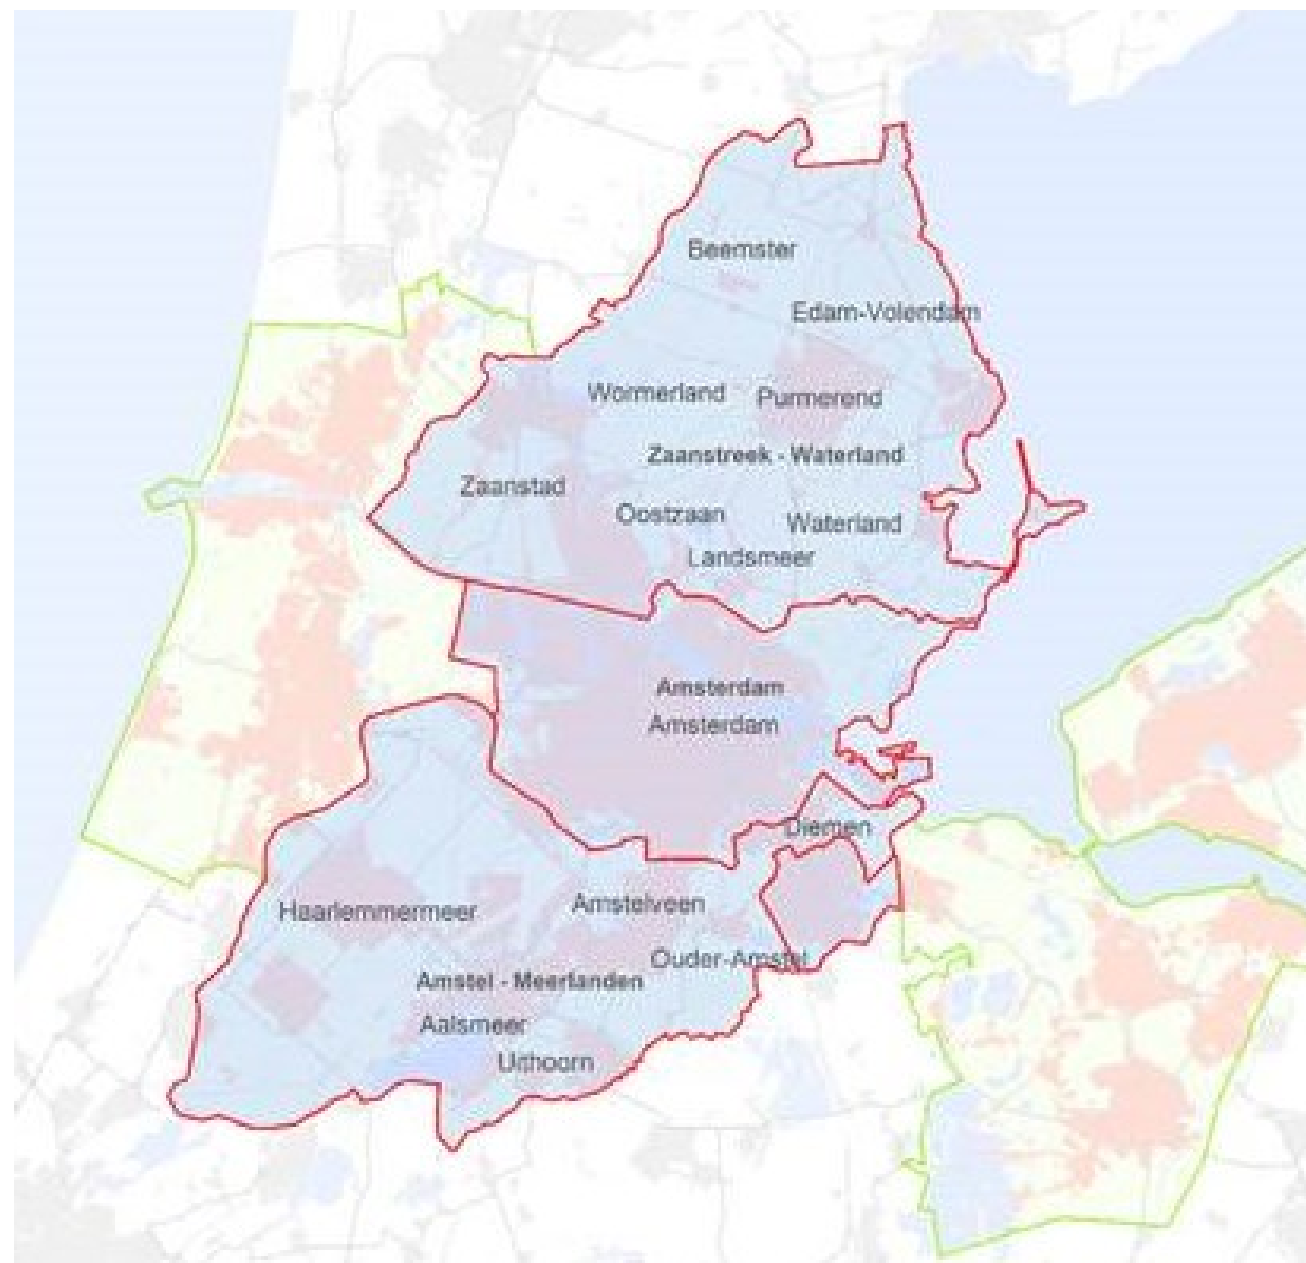 Beemster
Edam-Volendam
Wormerland
Purmerend
Zaanstreek - Waterland
Zaanstad
Oostzaan
Waterland
Landsmeer
Amsterdam
Amsterdam
Diemen
Haarlemmermeer
Amstelveen
Ouder-Amstel
Amstel - Meerlanden
Aalsmeer
Uithoorn